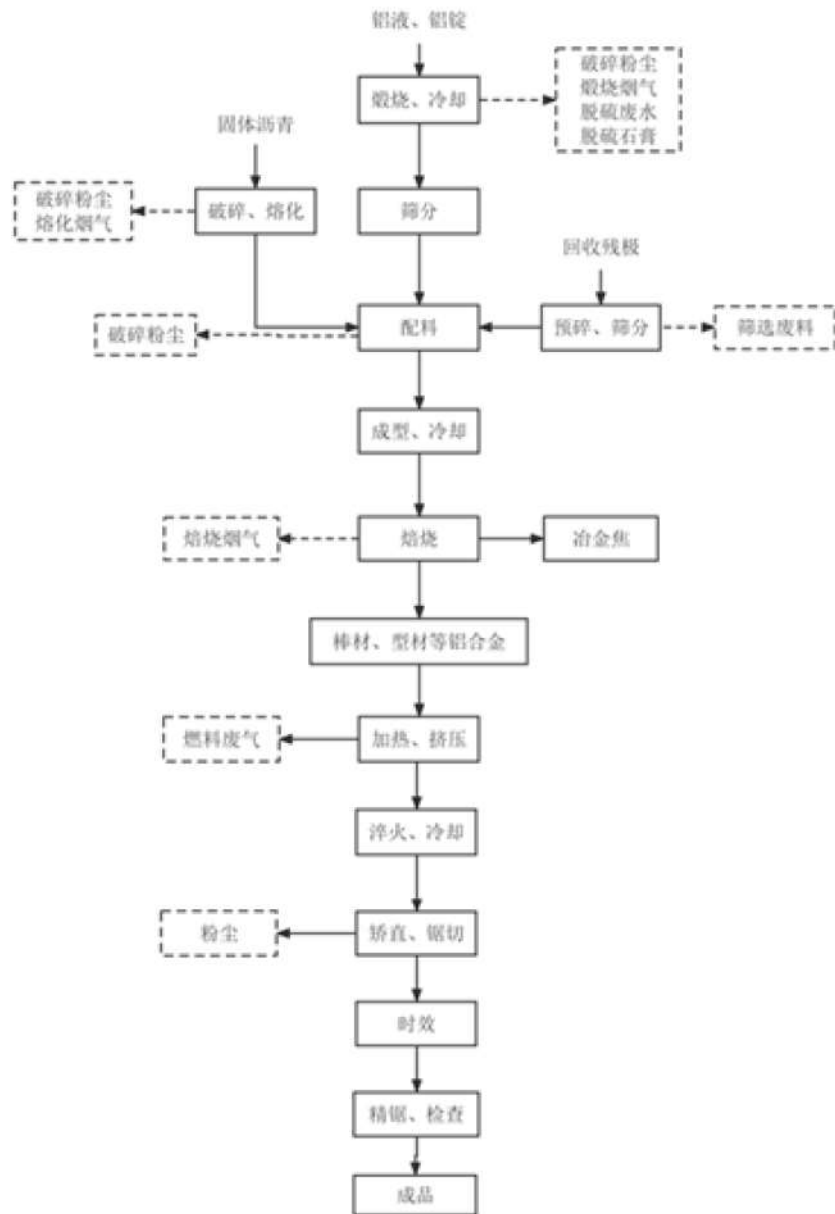 铝液、铝锭
煅烧、冷却
破碎粉尘
煅烧烟气
脱硫废水
脱硫石膏
固体沥青
破碎粉尘
熔化烟气
破碎、熔化
筛分
回收残极
破碎粉尘
配料
预碎、筛分
筛选废料
成型、冷却
焙烧烟气
焙烧
冶金焦
棒材、型材等铝合金
燃料废气
加热、挤压
淬火、冷却
粉尘
矫直、锯切
时效
精锯、检查
成品